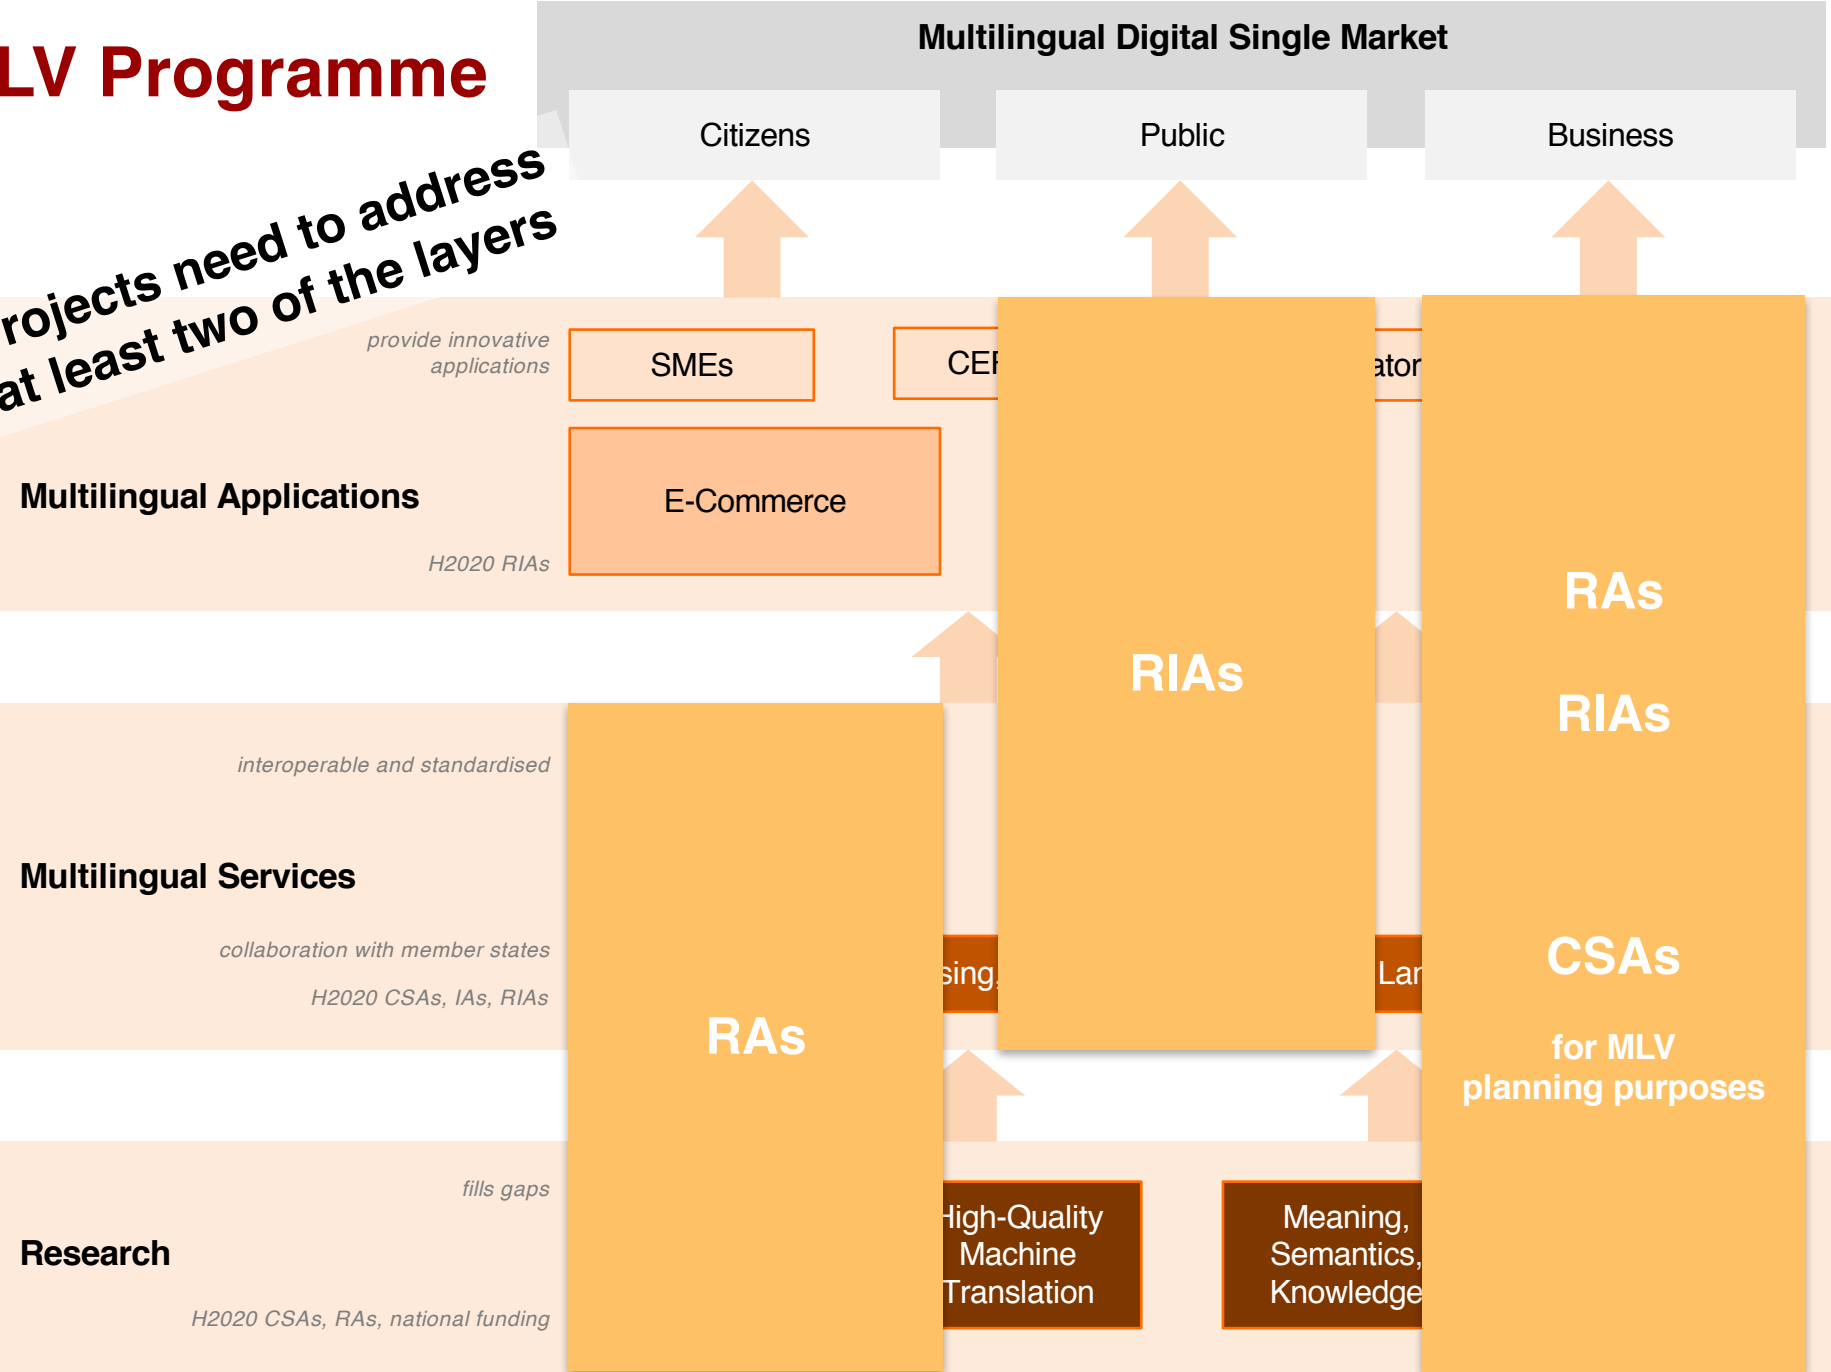 LV Programme
Multilingual Digital Single Market
Citizens
Public
Business
rojects need to address
at least two of the layers
provide innovative
applications
SMEs
CEF
ator
Multilingual Applications
E-Commerce
H2020 RIAs
RIAs
RAs
RIAs
CSAs
for MLV
planning purposes
interoperable and standardised
Multilingual Services
collaboration with member states
H2020 CSAs, IAs, RIAs
RAs
sing,
Lan
fills gaps
Research
H2020 CSAs, RAs, national funding
High-Quality
Machine
Translation
Meaning,
Semantics,
Knowledge